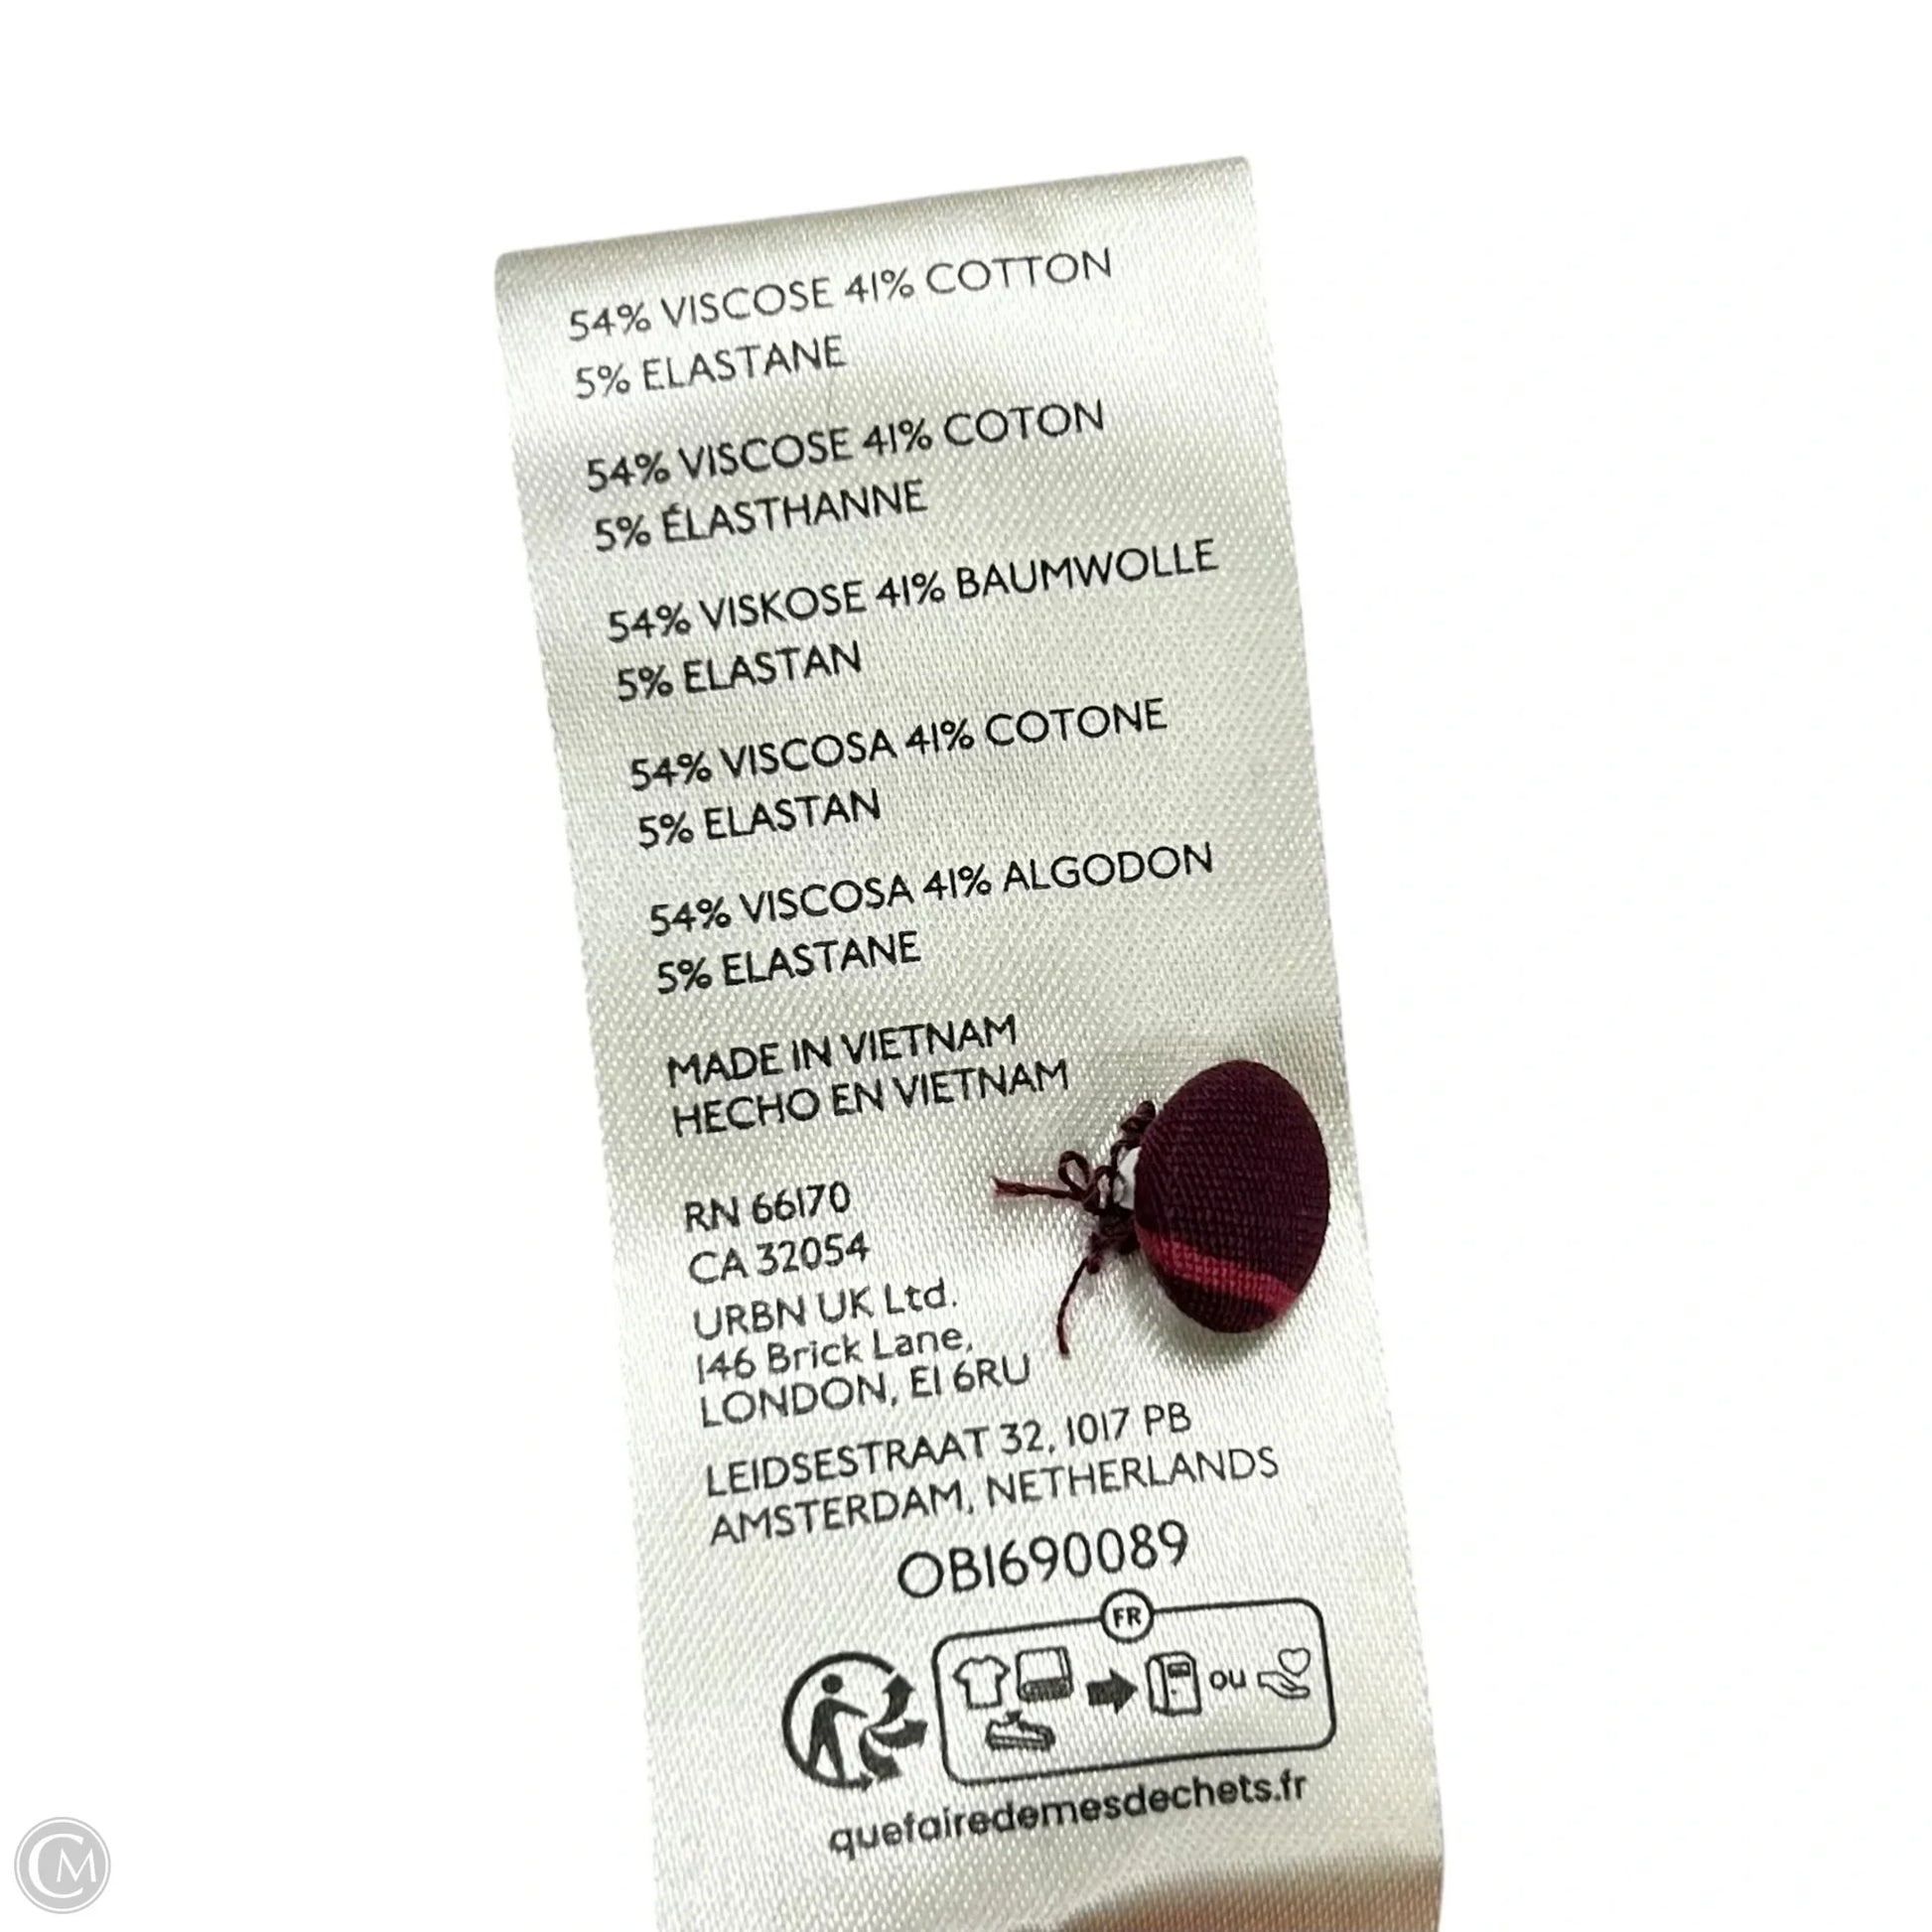 54% VISCOSE 41% COTTON
5% ELASTANE
54% VISCOSE 41% COTON
5% ÉLASTHANNE
54% VISKOSE 41% BAUMWOLLE
5% ELASTAN
54% VISCOSA 41% COTONE
5% ELASTAN
54% VISCOSA 41% ALGODON
5% ELASTANE
MADE IN VIETNAM
HECHO EN VIETNAM
RN 66170
CA 32054
URBN UK Ltd.
146 Brick Lane,
LONDON, E1 6RU
LEIDSESTRAAT 32, 1017 PB
AMSTERDAM, NETHERLANDS
OB1690089
FR
ou
quefairedemesdechets.fr
CM